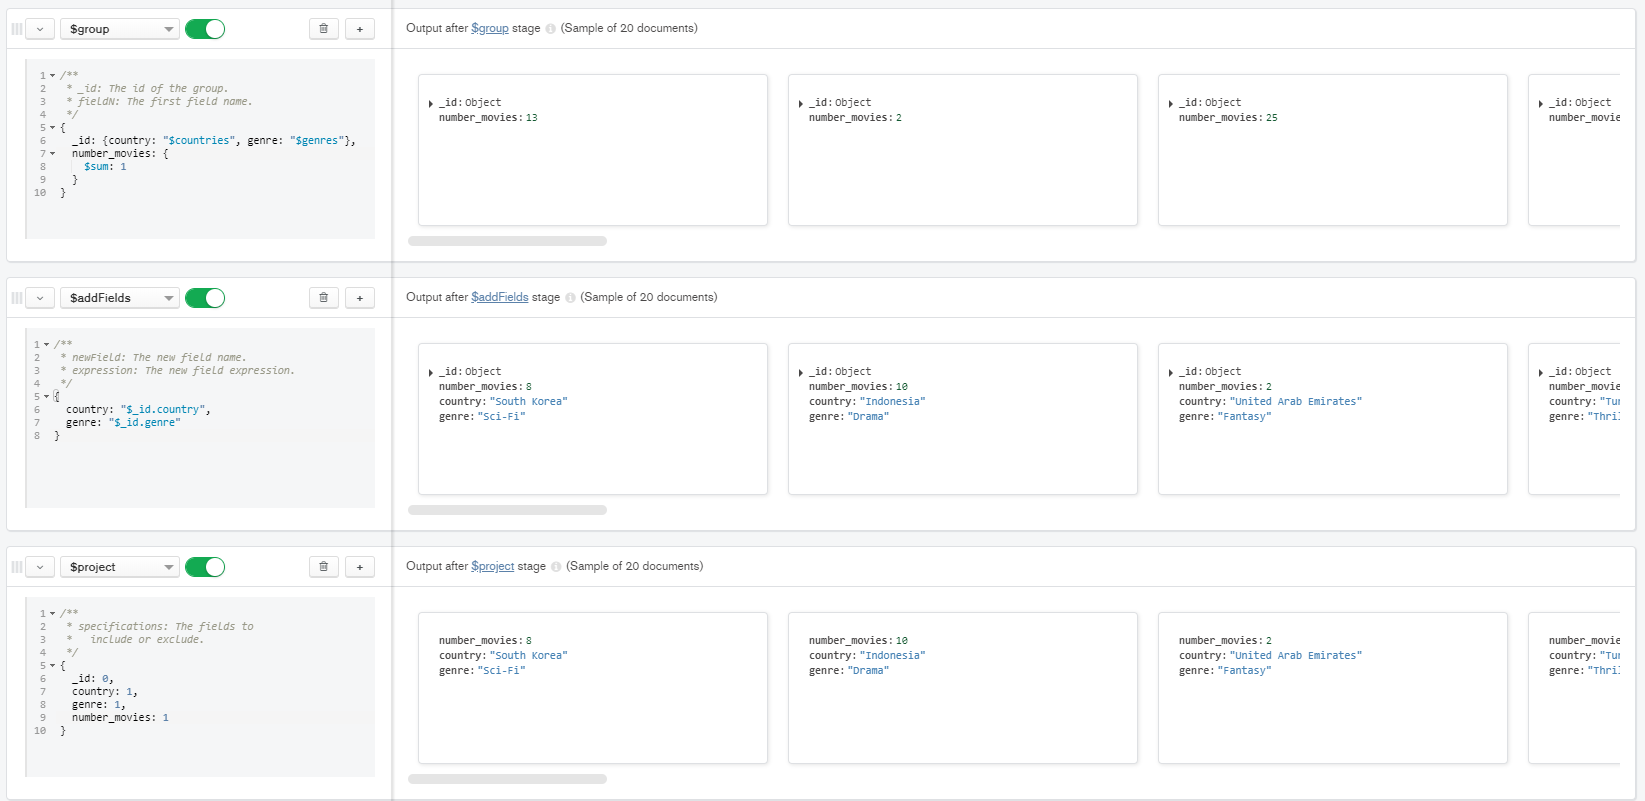 $group
Output after $group stage (Sample of 20 documents)
1 /**
2 * _id: The id of the group.
3 * fieldN: The first field name.
4 */
5 {
6 _id: {country: "$countries", genre: "$genres"},
7 number_movies: {
8 $sum: 1
9 }
10 }
_id: Object
number_movies: 13
_id: Object
number_movies: 2
_id: Object
number_movies: 25
_id: Object
number_movie
$addFields
Output after $addFields stage (Sample of 20 documents)
1 /**
2 * newField: The new field name.
3 * expression: The new field expression.
4 */
5 {
6 country: "$_id.country",
7 genre: "$_id.genre"
8 }
_id: Object
number_movies: 8
country: "South Korea"
genre: "Sci-Fi"
_id: Object
number_movies: 10
country: "Indonesia"
genre: "Drama"
_id: Object
number_movies: 2
country: "United Arab Emirates"
genre: "Fantasy"
_id: Object
number_movie
country: "Tur
genre: "Thril
$project
Output after $project stage (Sample of 20 documents)
1 /**
2 * specifications: The fields to
3 * include or exclude.
4 */
5 {
6 _id: 0,
7 country: 1,
8 genre: 1,
9 number_movies: 1
10 }
number_movies: 8
country: "South Korea"
genre: "Sci-Fi"
number_movies: 10
country: "Indonesia"
genre: "Drama"
number_movies: 2
country: "United Arab Emirates"
genre: "Fantasy"
number_movie
country: "Tur
genre: "Thril